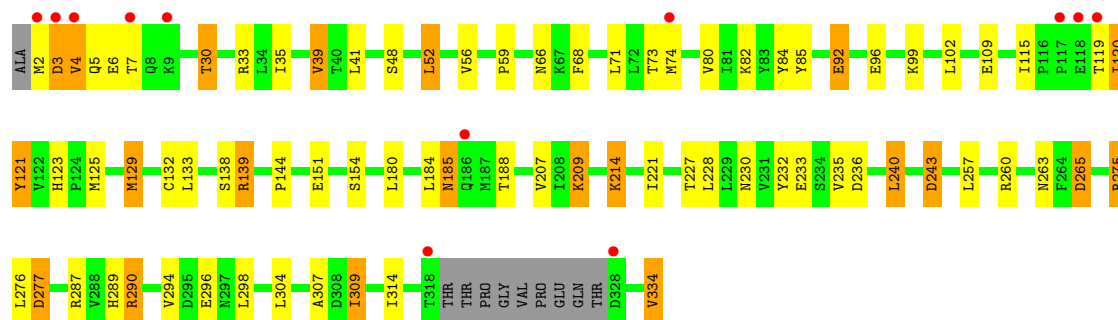 ALA M2 D3 V4 Q5 E6 T7 Q8 K9 T30 R33 L34 I35 V39 T40 L41 S48 L52 V56 P59 N66 K67 F68 L71 L72 T73 M74 V80 I81 K82 Y83 Y84 Y85 E92 E96 K99 L102 E109 I115 P116 P117 E118 T119 I120
Y121 V122 H123 P124 M125 M129 C132 L133 S138 R139 P144 E151 S154 L180 L184 N185 Q186 M187 T188 V207 I208 K209 K214 I221 T227 L228 L229 N230 V231 Y232 E233 S234 V235 D236 L240 D243 L257 R260 N263 F264 D265
L276 D277 R287 V288 H289 R290 V294 D295 E296 N297 L298 L304 A307 D308 I309 I314 T318 THR THR PRO GLY VAL PRO GLU GLN THR D328 V334